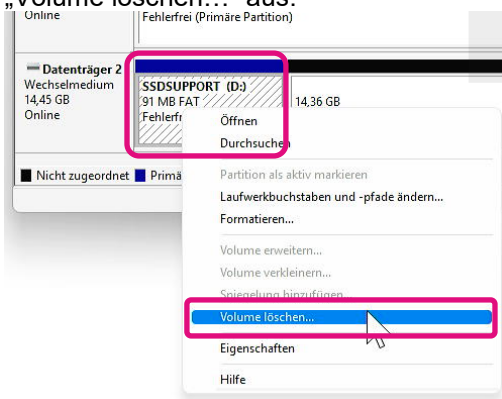 „Volume löschen…“ aus.
Online
Fehlerfrei (Primäre Partition)
Datenträger 2
Wechselmedium
14,45 GB
Online
SSDSUPPORT (D:)
91 MB FAT
Fehlerfr
14,36 GB
Nicht zugeordnet
Primä
Öffnen
Durchsuchen
Partition als aktiv markieren
Laufwerkbuchstaben und -pfade ändern...
Formatieren...
Volume erweitern...
Volume verkleinern...
Spiegelung hinzufügen...
Volume löschen...
Eigenschaften
Hilfe